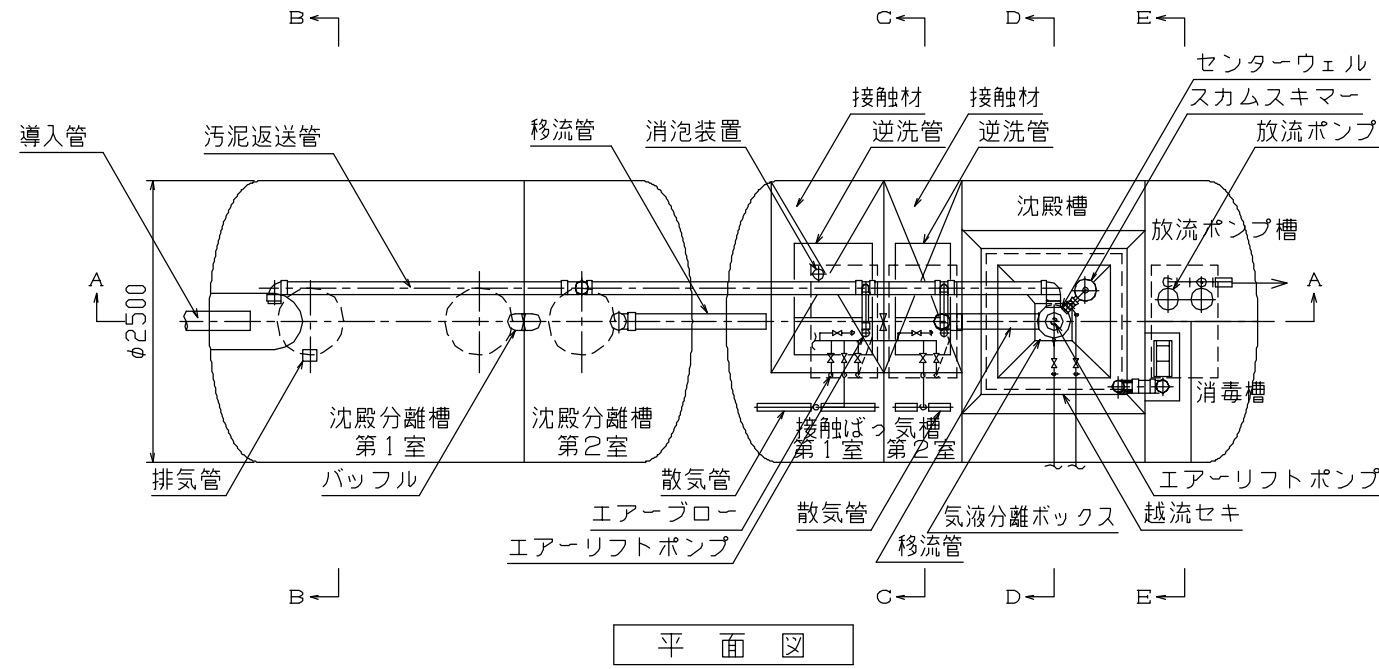 B
C
D
E
センターウェル
接触材
接触材
スカムスキマー
導入管
汚泥返送管
移流管
消泡装置
逆洗管
逆洗管
放流ポンプ
沈殿槽
放流ポンプ槽
A
A
φ2500
消毒槽
沈殿分離槽
第1室
沈殿分離槽
第2室
接触ばっ気槽
第1室
第2室
排気管
バッフル
散気管
エアーリフトポンプ
エアーブロー
散気管
気液分離ボックス
越流セキ
エアーリフトポンプ
移流管
B
C
D
E
平面図